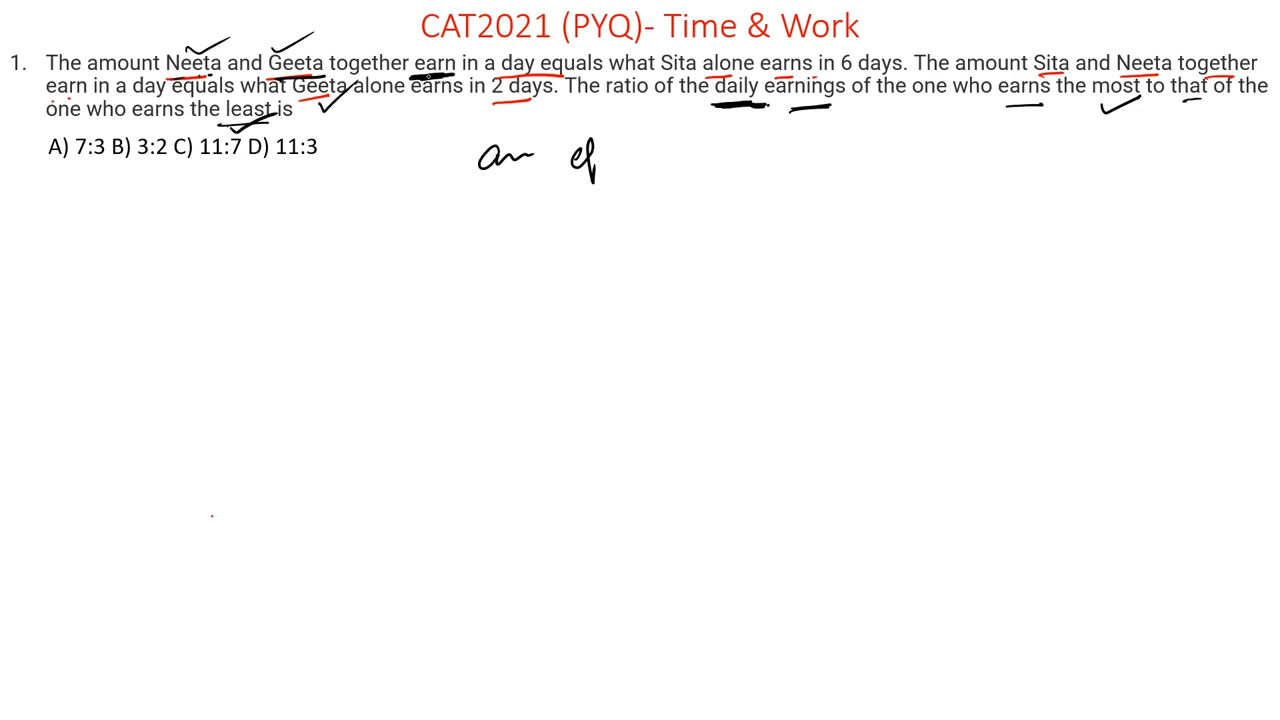 CAT2021 (PYQ)- Time & Work
1. The amount Neeta and Geeta together earn in a day equals what Sita alone earns in 6 days. The amount Sita and Neeta together
earn in a day equals what Geeta alone earns in 2 days. The ratio of the daily earnings of the one who earns the most to that of the
one who earns the least is
A) 7:3 B) 3:2 C) 11:7 D) 11:3